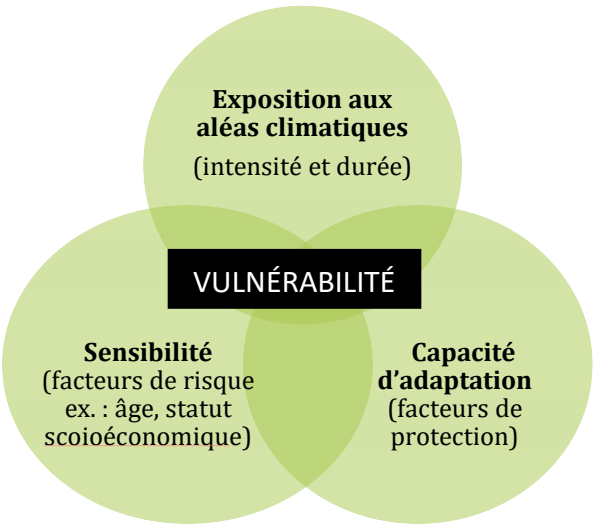 Exposition aux
aléas climatiques
(intensité et durée)
VULNÉRABILITÉ
Sensibilité
(facteurs de risque
ex. : âge, statut
scoioéconomique)
Capacité
d’adaptation
(facteurs de
protection)